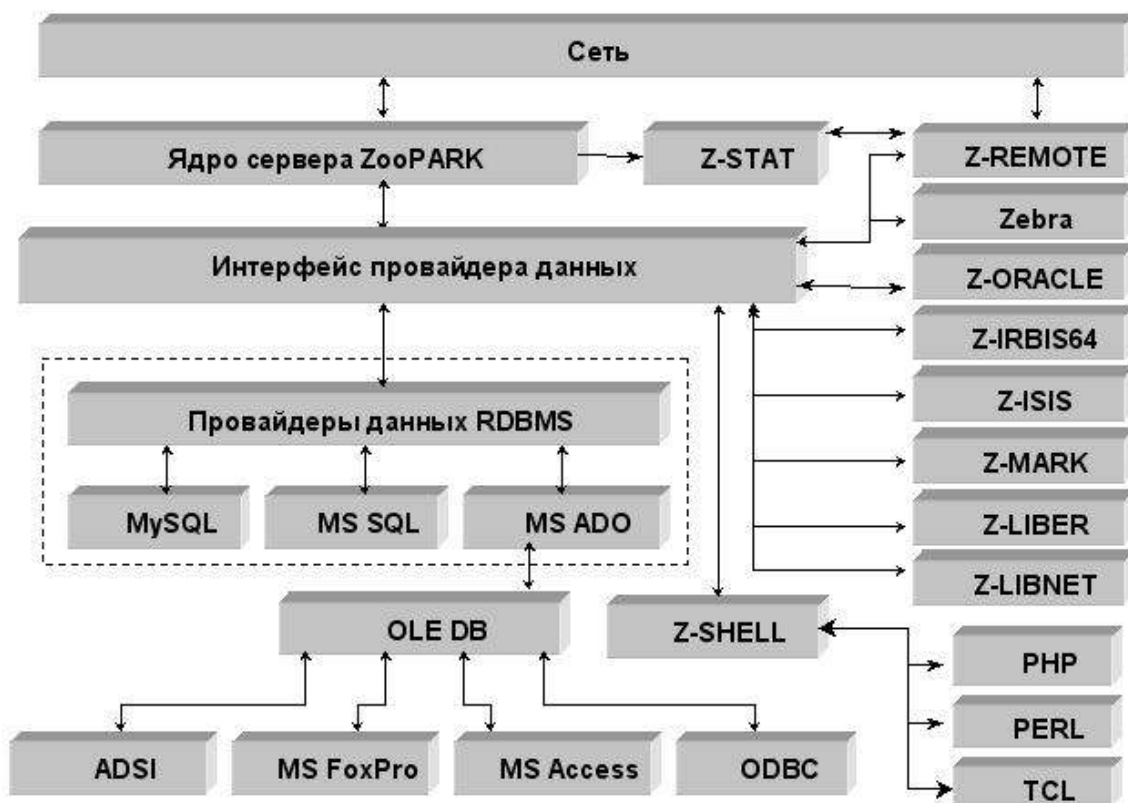 Сеть
Ядро сервера ZooPARK
Z-STAT
Z-REMOTE
Zebra
Интерфейс провайдера данных
Z-ORACLE
Z-IRBIS64
Z-ISIS
Провайдеры данных RDBMS
Z-MARK
MySQL
MS SQL
MS ADO
Z-LIBER
Z-LIBNET
OLE DB
Z-SHELL
PHP
PERL
ADSI
MS FoxPro
MS Access
ODBC
TCL